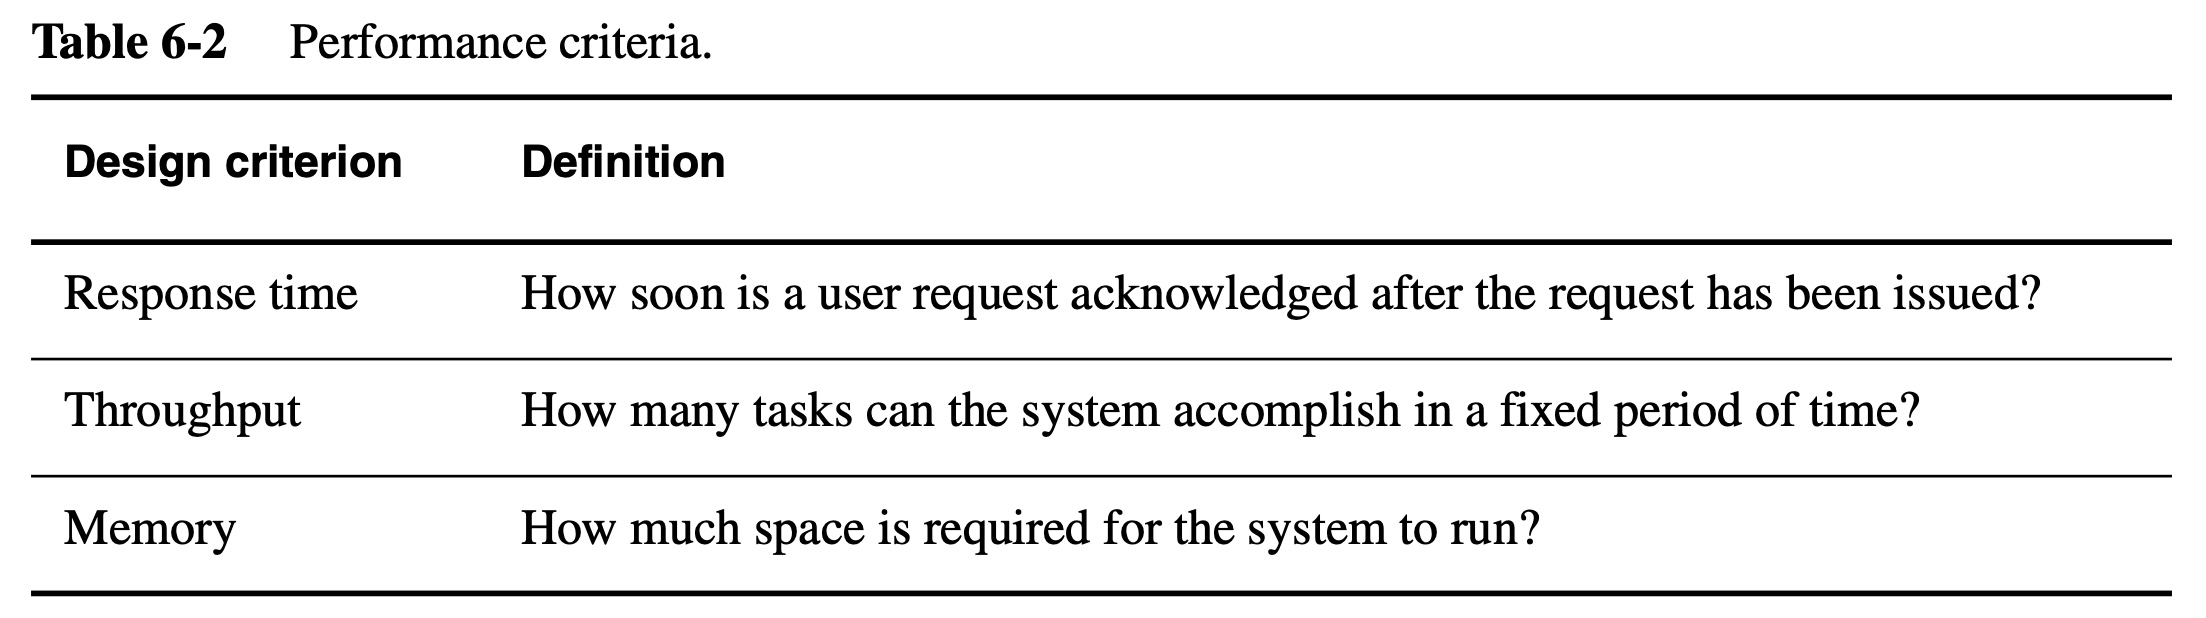 Table 6-2 Performance criteria.
Design criterion Definition
Response time How soon is a user request acknowledged after the request has been issued?
Throughput How many tasks can the system accomplish in a fixed period of time?
Memory How much space is required for the system to run?